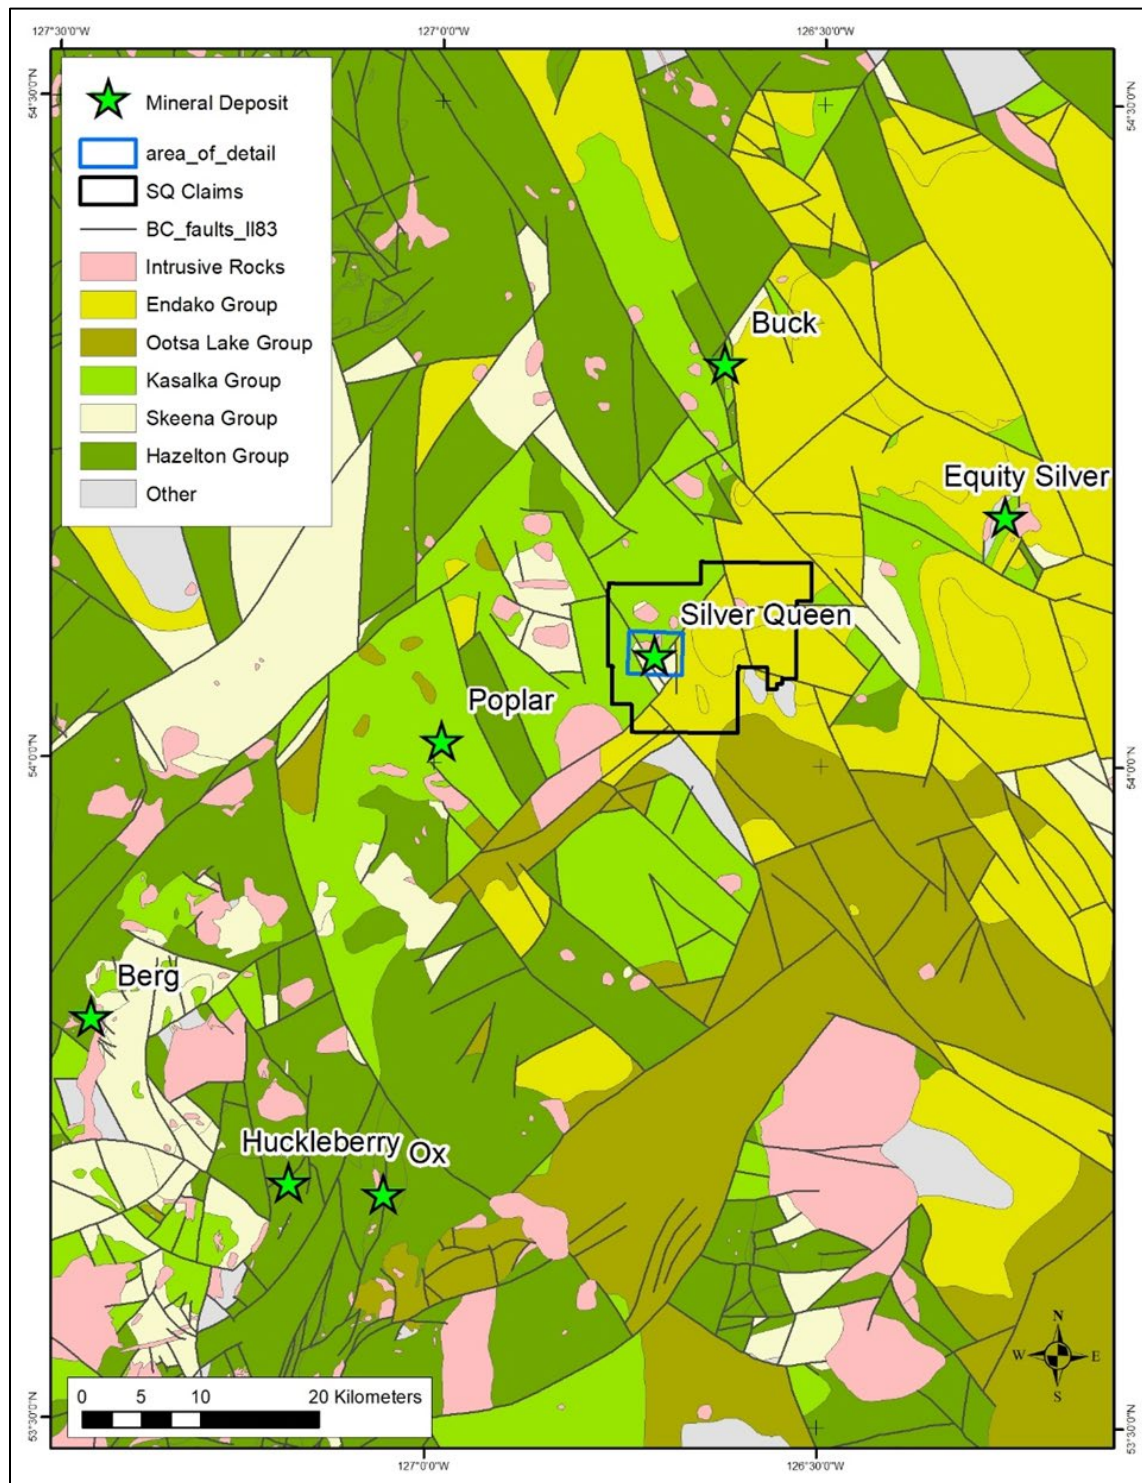 127°30'0"W
127°0'0"W
126°30'0"W
54°30'0"N
54°30'0"N
Mineral Deposit
area_of_detail
SQ Claims
BC_faults_ll83
Intrusive Rocks
Endako Group
Ootsa Lake Group
Kasalka Group
Skeena Group
Hazelton Group
Other
Buck
Equity Silver
Silver Queen
Poplar
54°0'0"N
54°0'0"N
Berg
Huckleberry
Ox
N
W
E
S
0 5 10 20 Kilometers
53°30'0"N
53°30'0"N
127°0'0"W
126°30'0"W